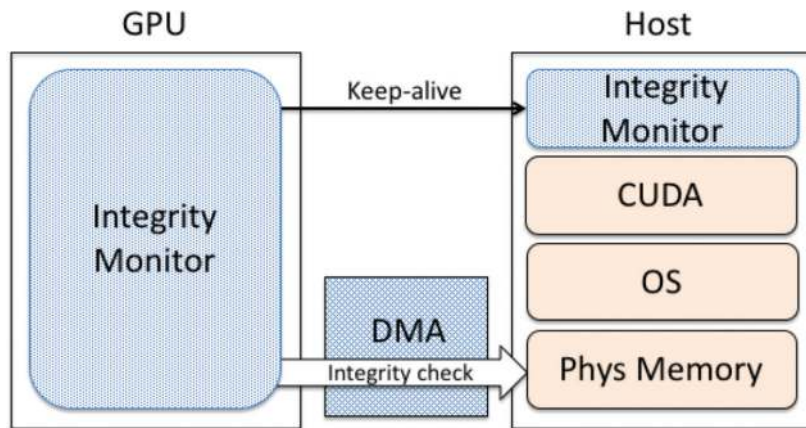 GPU
Host
Keep-alive
Integrity
Monitor
Integrity
Monitor
CUDA
OS
DMA
Integrity check
Phys Memory